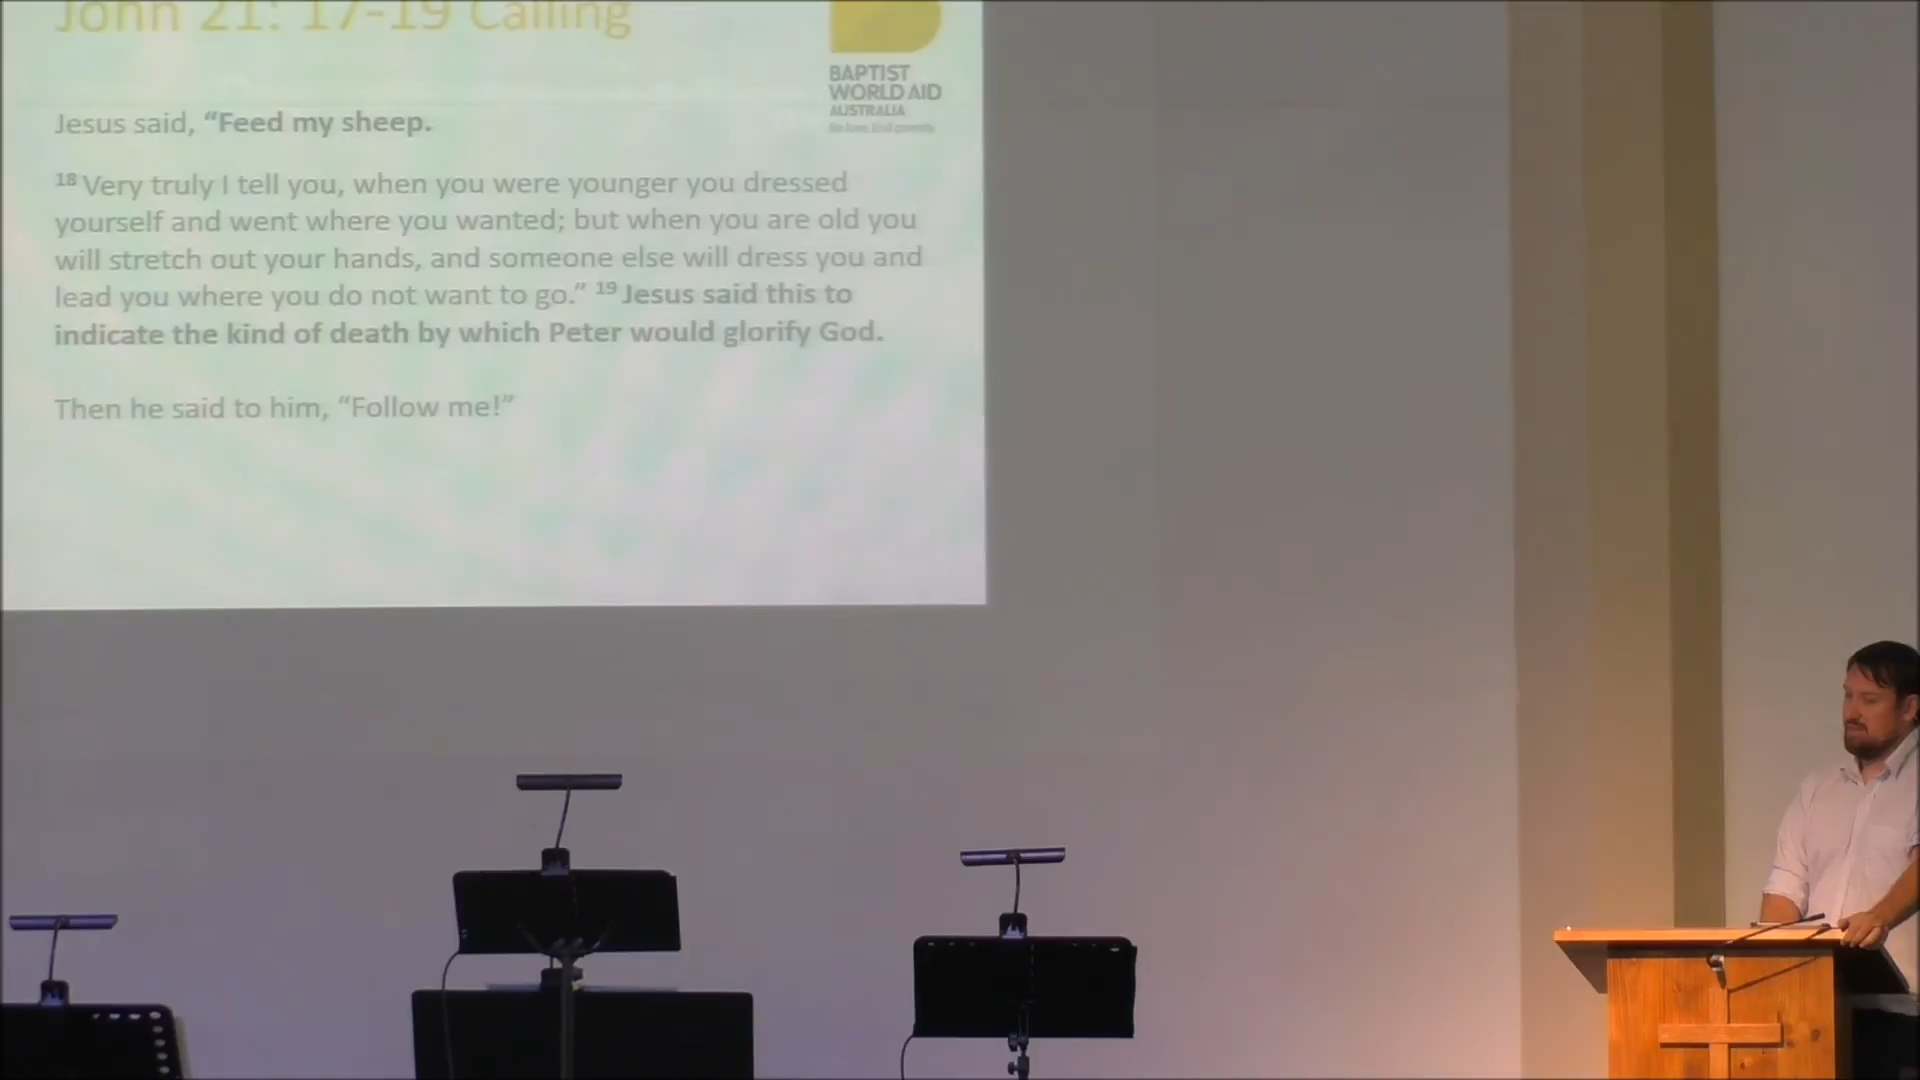 John 21: 17-19 Calling
BAPTIST
WORLD AID
AUSTRALIA
Be love. End poverty.
Jesus said, “Feed my sheep.
18 Very truly I tell you, when you were younger you dressed
yourself and went where you wanted; but when you are old you
will stretch out your hands, and someone else will dress you and
lead you where you do not want to go.” 19 Jesus said this to
indicate the kind of death by which Peter would glorify God.
Then he said to him, “Follow me!”